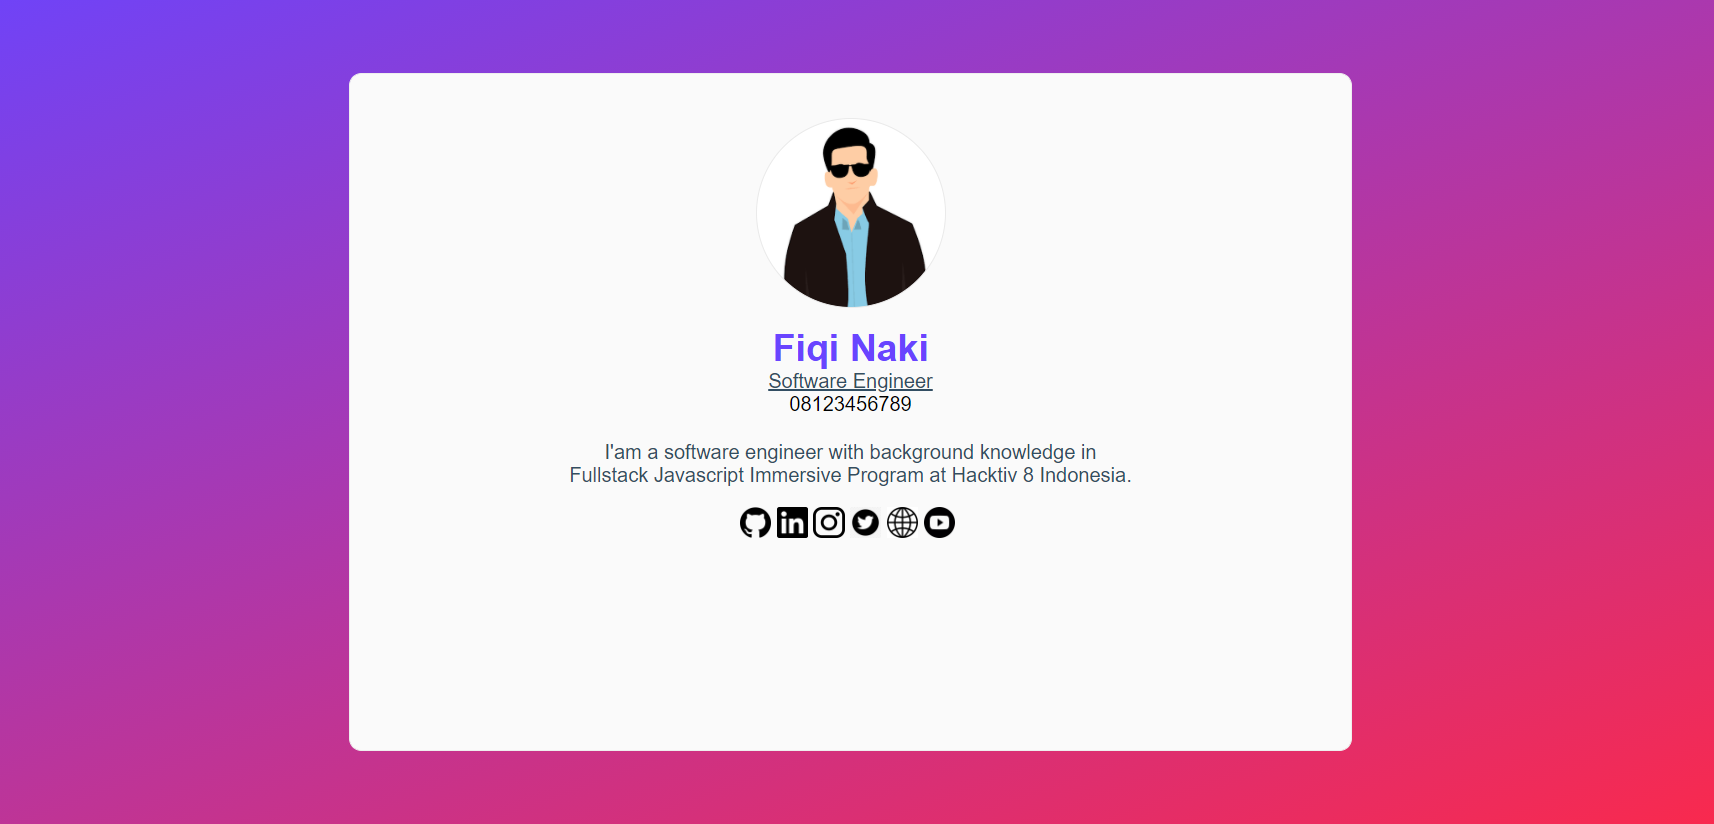 Fiqi Naki
Software Engineer
08123456789
I'am a software engineer with background knowledge in
Fullstack Javascript Immersive Program at Hacktiv 8 Indonesia.
in